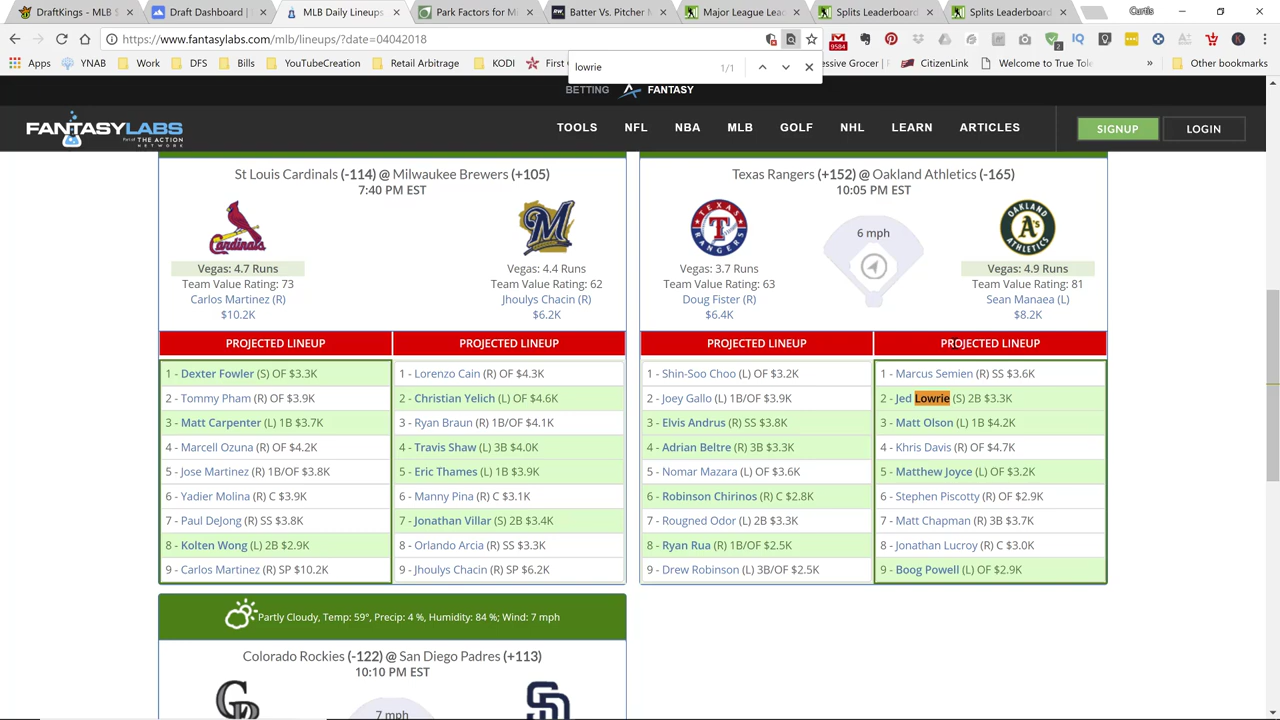 DraftKings - MLB S
Draft Dashboard |
MLB Daily Lineups
Park Factors for ML
Batter Vs. Pitcher M
Major League Lea
Splits Leaderboard
Splits Leaderboard
Curtis
https://www.fantasylabs.com/mlb/lineups/?date=04042018
9584
2
Apps
YouTube
Work
DFS
Bills
YouTubeCreation
Retail Arbitrage
KODI
First
essive Grocer
CitizenLink
How to: True Tole
Other bookmarks
lowrie
1/1
BETTING
FANTASY
FANTASYLABS
Part of THE ACTION NETWORK
TOOLS
NFL
NBA
MLB
GOLF
NHL
LEARN
ARTICLES
SIGNUP
LOGIN
St Louis Cardinals (-114) @ Milwaukee Brewers (+105)
7:40 PM EST
Cardinals
Vegas: 4.7 Runs
Team Value Rating: 73
Carlos Martinez (R)
$10.2K
Vegas: 4.4 Runs
Team Value Rating: 62
Jhoulys Chacin (R)
$6.2K
PROJECTED LINEUP
1 - Dexter Fowler (S) OF $3.3K
2 - Tommy Pham (R) OF $3.9K
3 - Matt Carpenter (L) 1B $3.7K
4 - Marcell Ozuna (R) OF $4.2K
5 - Jose Martinez (R) 1B/OF $3.8K
6 - Yadier Molina (R) C $3.9K
7 - Paul DeJong (R) SS $3.8K
8 - Kolten Wong (L) 2B $2.9K
9 - Carlos Martinez (R) SP $10.2K
PROJECTED LINEUP
1 - Lorenzo Cain (R) OF $4.3K
2 - Christian Yelich (L) OF $4.6K
3 - Ryan Braun (R) 1B/OF $4.1K
4 - Travis Shaw (L) 3B $4.0K
5 - Eric Thames (L) 1B $3.9K
6 - Manny Pina (R) C $3.1K
7 - Jonathan Villar (S) 2B $3.4K
8 - Orlando Arcia (R) SS $3.3K
9 - Jhoulys Chacin (R) SP $6.2K
Texas Rangers (+152) @ Oakland Athletics (-165)
10:05 PM EST
TEXAS RANGERS
6 mph
OAKLAND ATHLETICS
A's
Vegas: 3.7 Runs
Team Value Rating: 63
Doug Fister (R)
$6.4K
Vegas: 4.9 Runs
Team Value Rating: 81
Sean Manaea (L)
$8.2K
PROJECTED LINEUP
1 - Shin-Soo Choo (L) OF $3.2K
2 - Joey Gallo (L) 1B/OF $3.9K
3 - Elvis Andrus (R) SS $3.8K
4 - Adrian Beltre (R) 3B $3.3K
5 - Nomar Mazara (L) OF $3.6K
6 - Robinson Chirinos (R) C $2.8K
7 - Rougned Odor (L) 2B $3.3K
8 - Ryan Rua (R) 1B/OF $2.5K
9 - Drew Robinson (L) 3B/OF $2.5K
PROJECTED LINEUP
1 - Marcus Semien (R) SS $3.6K
2 - Jed Lowrie (S) 2B $3.3K
3 - Matt Olson (L) 1B $4.2K
4 - Khris Davis (R) OF $4.7K
5 - Matthew Joyce (L) OF $3.2K
6 - Stephen Piscotty (R) OF $2.9K
7 - Matt Chapman (R) 3B $3.7K
8 - Jonathan Lucroy (R) C $3.0K
9 - Boog Powell (L) OF $2.9K
Partly Cloudy, Temp: 59°, Precip: 4 %, Humidity: 84 %; Wind: 7 mph
Colorado Rockies (-122) @ San Diego Padres (+113)
10:10 PM EST
CR
7 mph
SD